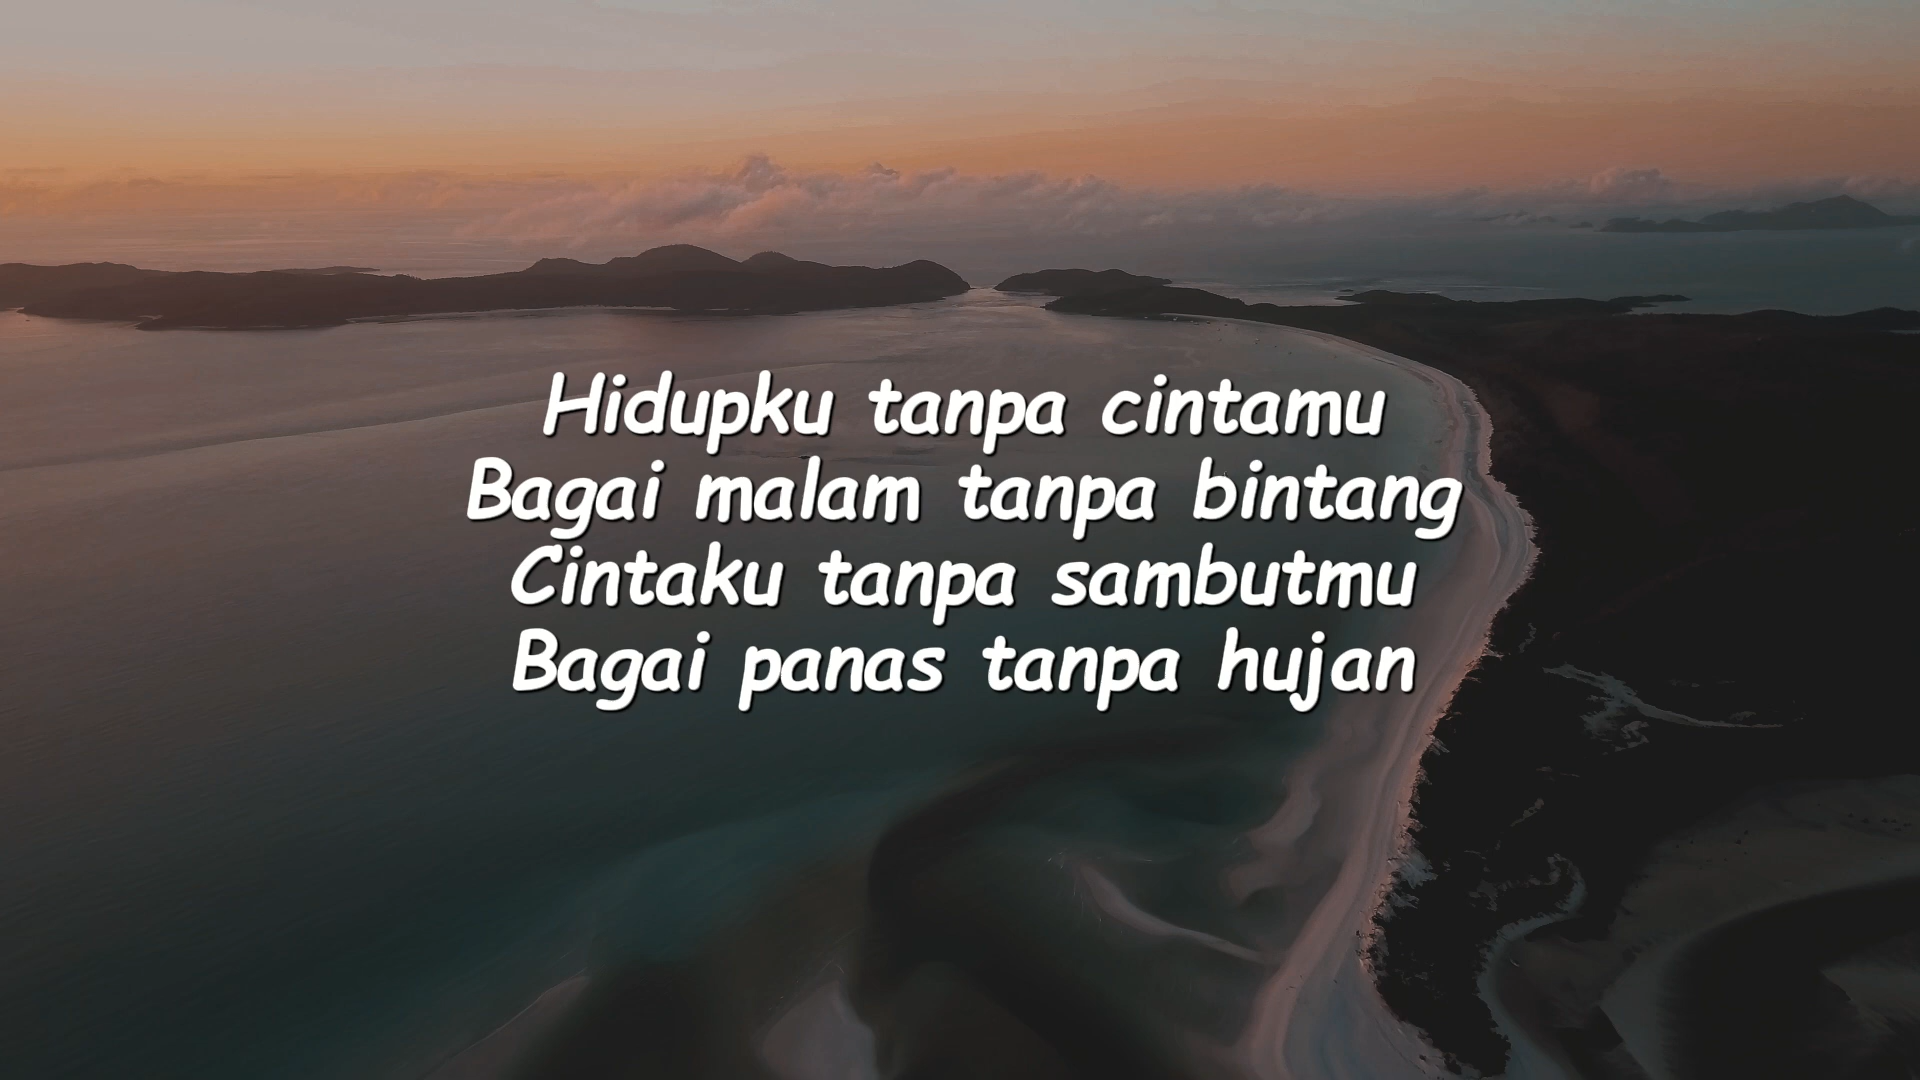 Hidupku tanpa cintamu
Bagai malam tanpa bintang
Cintaku tanpa sambutmu
Bagai panas tanpa hujan